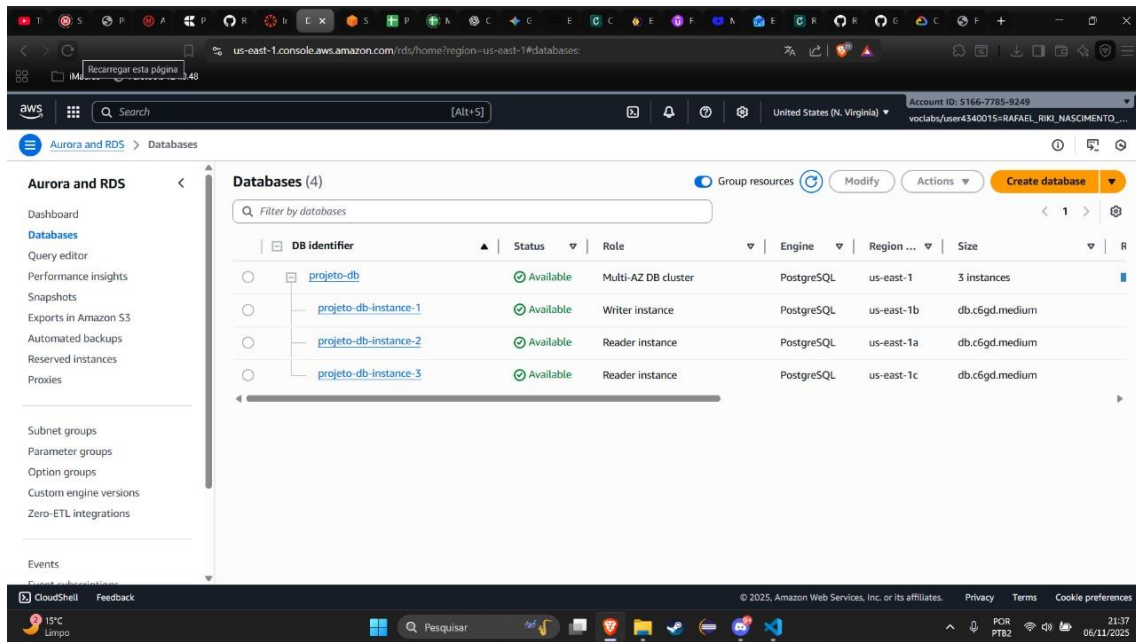 us-east-1.console.aws.amazon.com/rds/home?region=us-east-1#databases:
Recarregar esta página
aws
Search
[Alt+S]
United States (N. Virginia)
Account ID: 5166-7785-9249
voclabs/user4340015=RAFAEL_RIKI_NASCIMENTO_...
Aurora and RDS > Databases
Aurora and RDS
Dashboard
Databases
Query editor
Performance insights
Snapshots
Exports in Amazon S3
Automated backups
Reserved instances
Proxies
Subnet groups
Parameter groups
Option groups
Custom engine versions
Zero-ETL integrations
Events
Databases (4)
Group resources
Modify
Actions
Create database
Filter by databases
1
DB identifier Status Role Engine Region ... Size R
projeto-db Available Multi-AZ DB cluster PostgreSQL us-east-1 3 instances
projeto-db-instance-1 Available Writer instance PostgreSQL us-east-1b db.c6gd.medium
projeto-db-instance-2 Available Reader instance PostgreSQL us-east-1a db.c6gd.medium
projeto-db-instance-3 Available Reader instance PostgreSQL us-east-1c db.c6gd.medium
CloudShell Feedback
© 2025, Amazon Web Services, Inc. or its affiliates. Privacy Terms Cookie preferences
15°C
Limpo
Pesquisar
POR
PTB2
21:37
06/11/2025